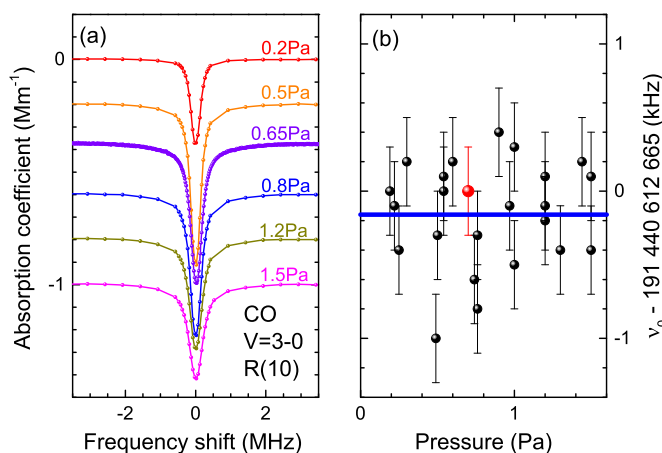 (a)
(b)
0.2Pa
0.5Pa
0.65Pa
0.8Pa
1.2Pa
1.5Pa
CO
V=3-0
R(10)
Absorption coefficient (Mm⁻¹)
0
-1
-2
0
2
Frequency shift (MHz)
0
1
Pressure (Pa)
1
0
-1
ν₀ - 191 440 612 665 (kHz)